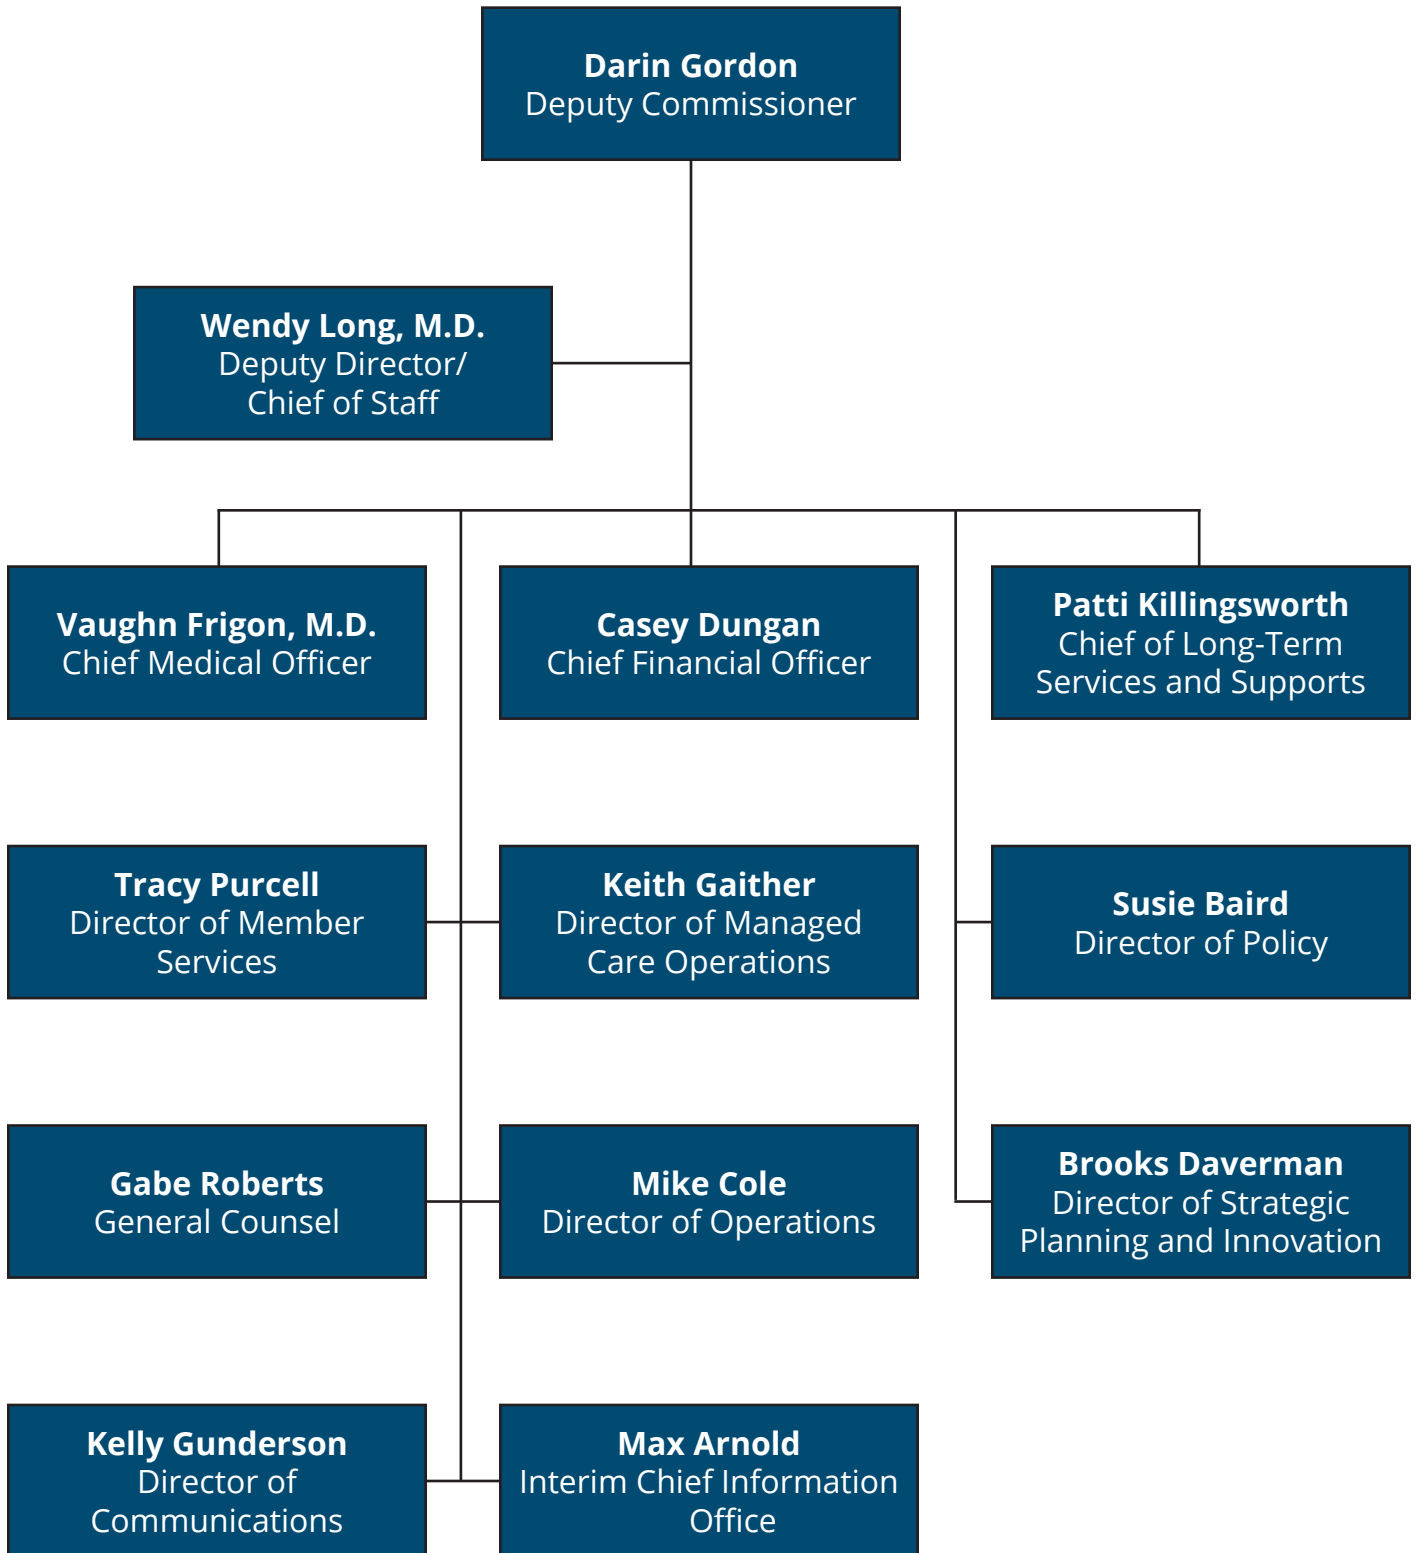 Darin Gordon
Deputy Commissioner
Wendy Long, M.D.
Deputy Director/
Chief of Staff
Vaughn Frigon, M.D.
Chief Medical Officer
Casey Dungan
Chief Financial Officer
Patti Killingsworth
Chief of Long-Term
Services and Supports
Tracy Purcell
Director of Member
Services
Keith Gaither
Director of Managed
Care Operations
Susie Baird
Director of Policy
Gabe Roberts
General Counsel
Mike Cole
Director of Operations
Brooks Daverman
Director of Strategic
Planning and Innovation
Kelly Gunderson
Director of
Communications
Max Arnold
Interim Chief Information
Office